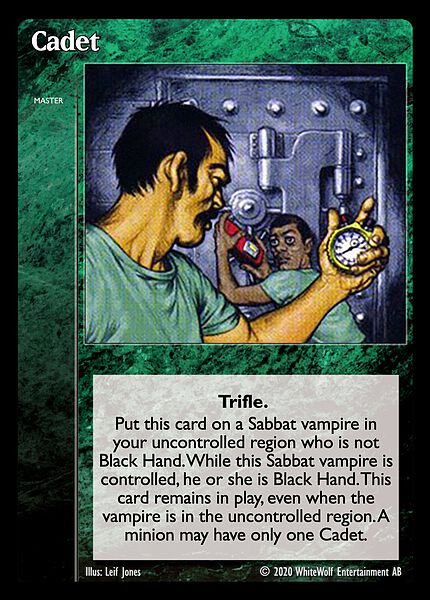 Cadet
MASTER
Trifle.
Put this card on a Sabbat vampire in
your uncontrolled region who is not
Black Hand. While this Sabbat vampire is
controlled, he or she is Black Hand. This
card remains in play, even when the
vampire is in the uncontrolled region. A
minion may have only one Cadet.
Illus: Leif Jones © 2020 WhiteWolf Entertainment AB